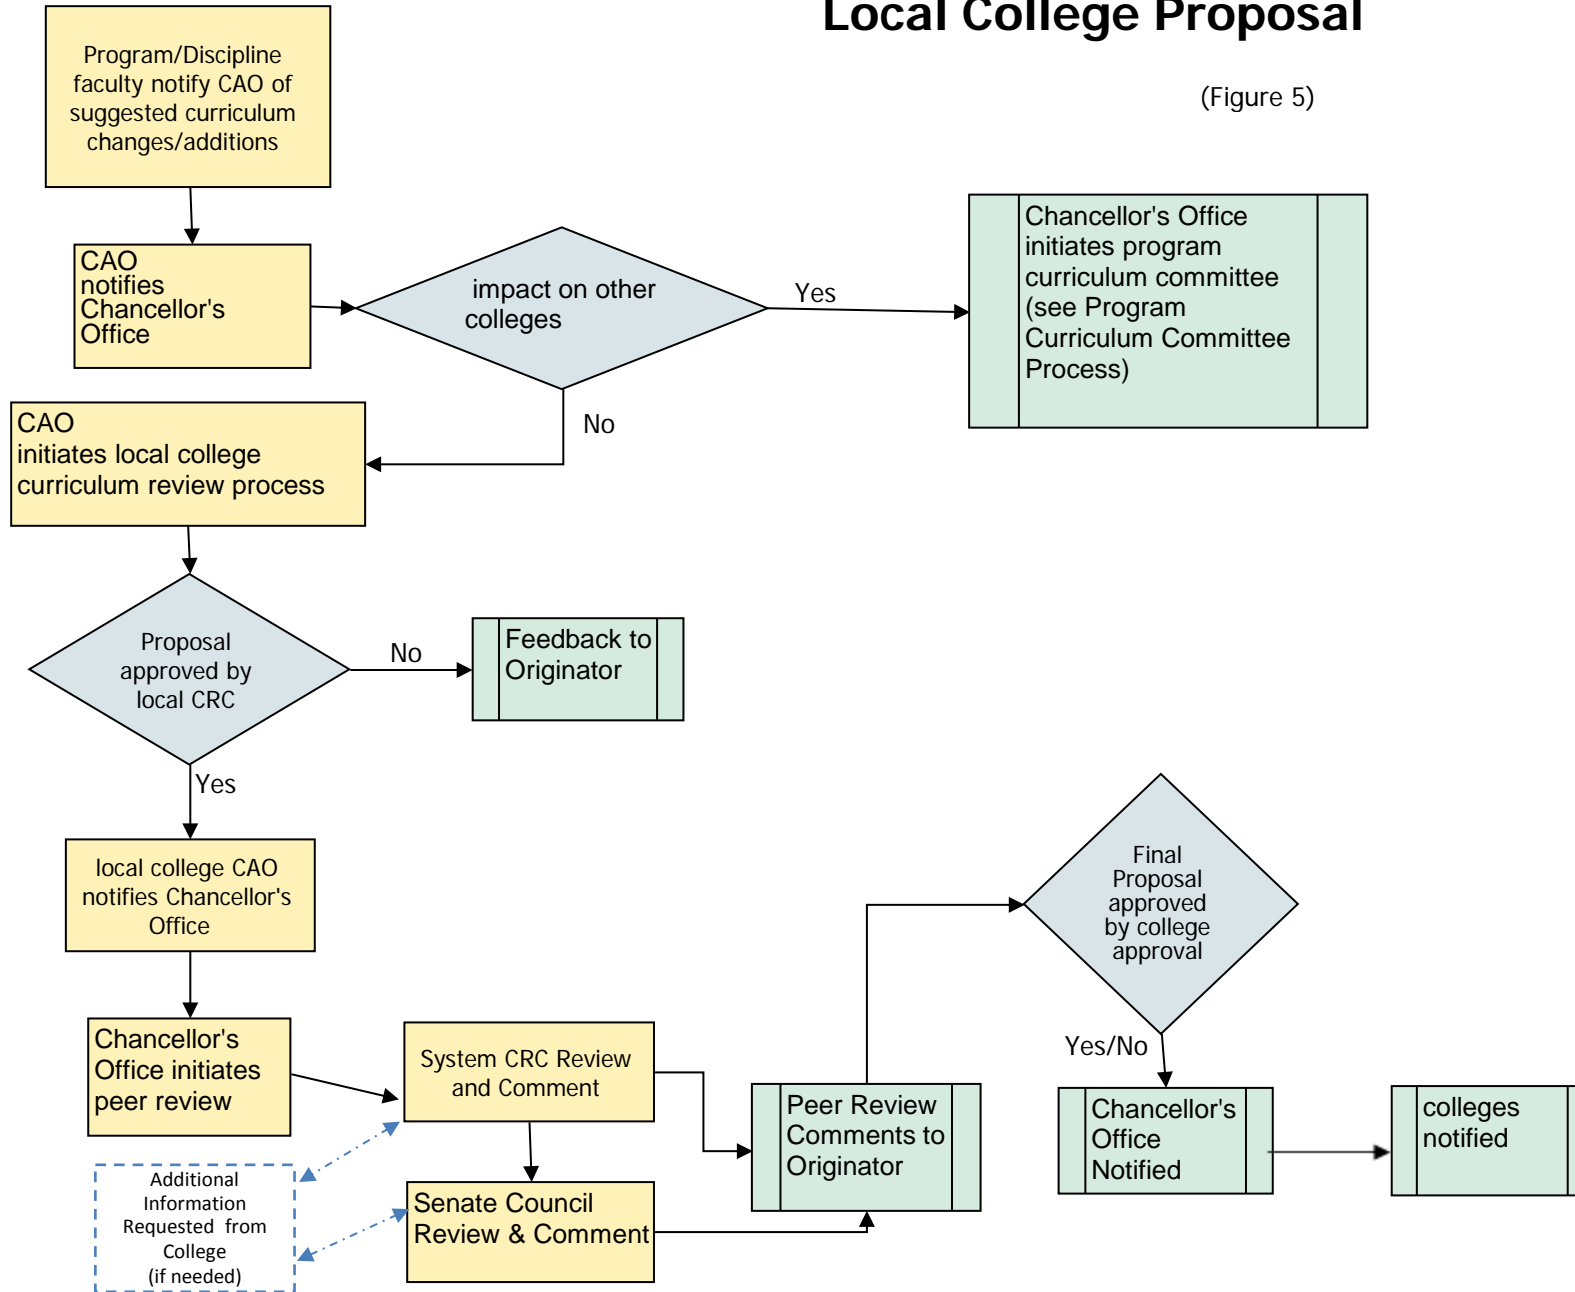 Local College Proposal
(Figure 5)
Program/Discipline
faculty notify CAO of
suggested curriculum
changes/additions
CAO
notifies
Chancellor's
Office
impact on other
colleges
Yes
Chancellor's Office
initiates program
curriculum committee
(see Program
Curriculum Committee
Process)
No
CAO
initiates local college
curriculum review process
Proposal
approved by
local CRC
No
Feedback to
Originator
Yes
local college CAO
notifies Chancellor's
Office
Chancellor's
Office initiates
peer review
System CRC Review
and Comment
Additional
Information
Requested from
College
(if needed)
Senate Council
Review & Comment
Peer Review
Comments to
Originator
Final
Proposal
approved
by college
approval
Yes/No
Chancellor's
Office
Notified
colleges
notified